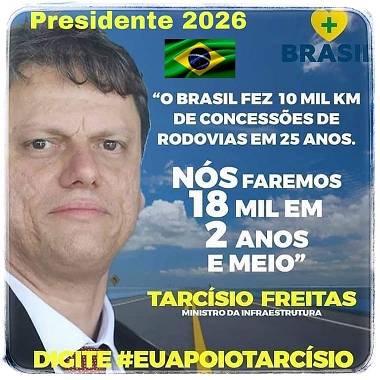 Presidente 2026
+
BRASIL
“O BRASIL FEZ 10 MIL KM
DE CONCESSÕES DE
RODOVIAS EM 25 ANOS.
NÓS FAREMOS
18 MIL EM
2 ANOS
E MEIO”
TARCÍSIO FREITAS
MINISTRO DA INFRAESTRUTURA
DIGITE #EUAPOIOTARCÍSIO